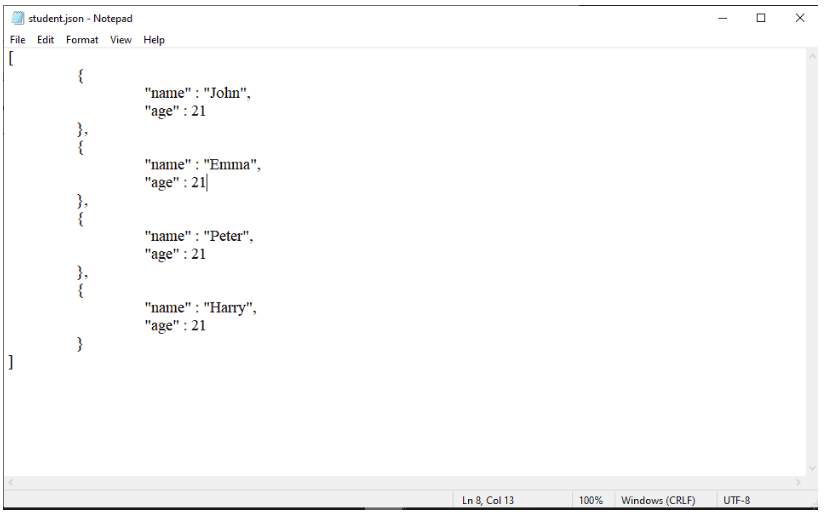 student.json - Notepad
File Edit Format View Help
[
{
"name" : "John",
"age" : 21
},
{
"name" : "Emma",
"age" : 21
},
{
"name" : "Peter",
"age" : 21
},
{
"name" : "Harry",
"age" : 21
}
]
Ln 8, Col 13 100% Windows (CRLF) UTF-8